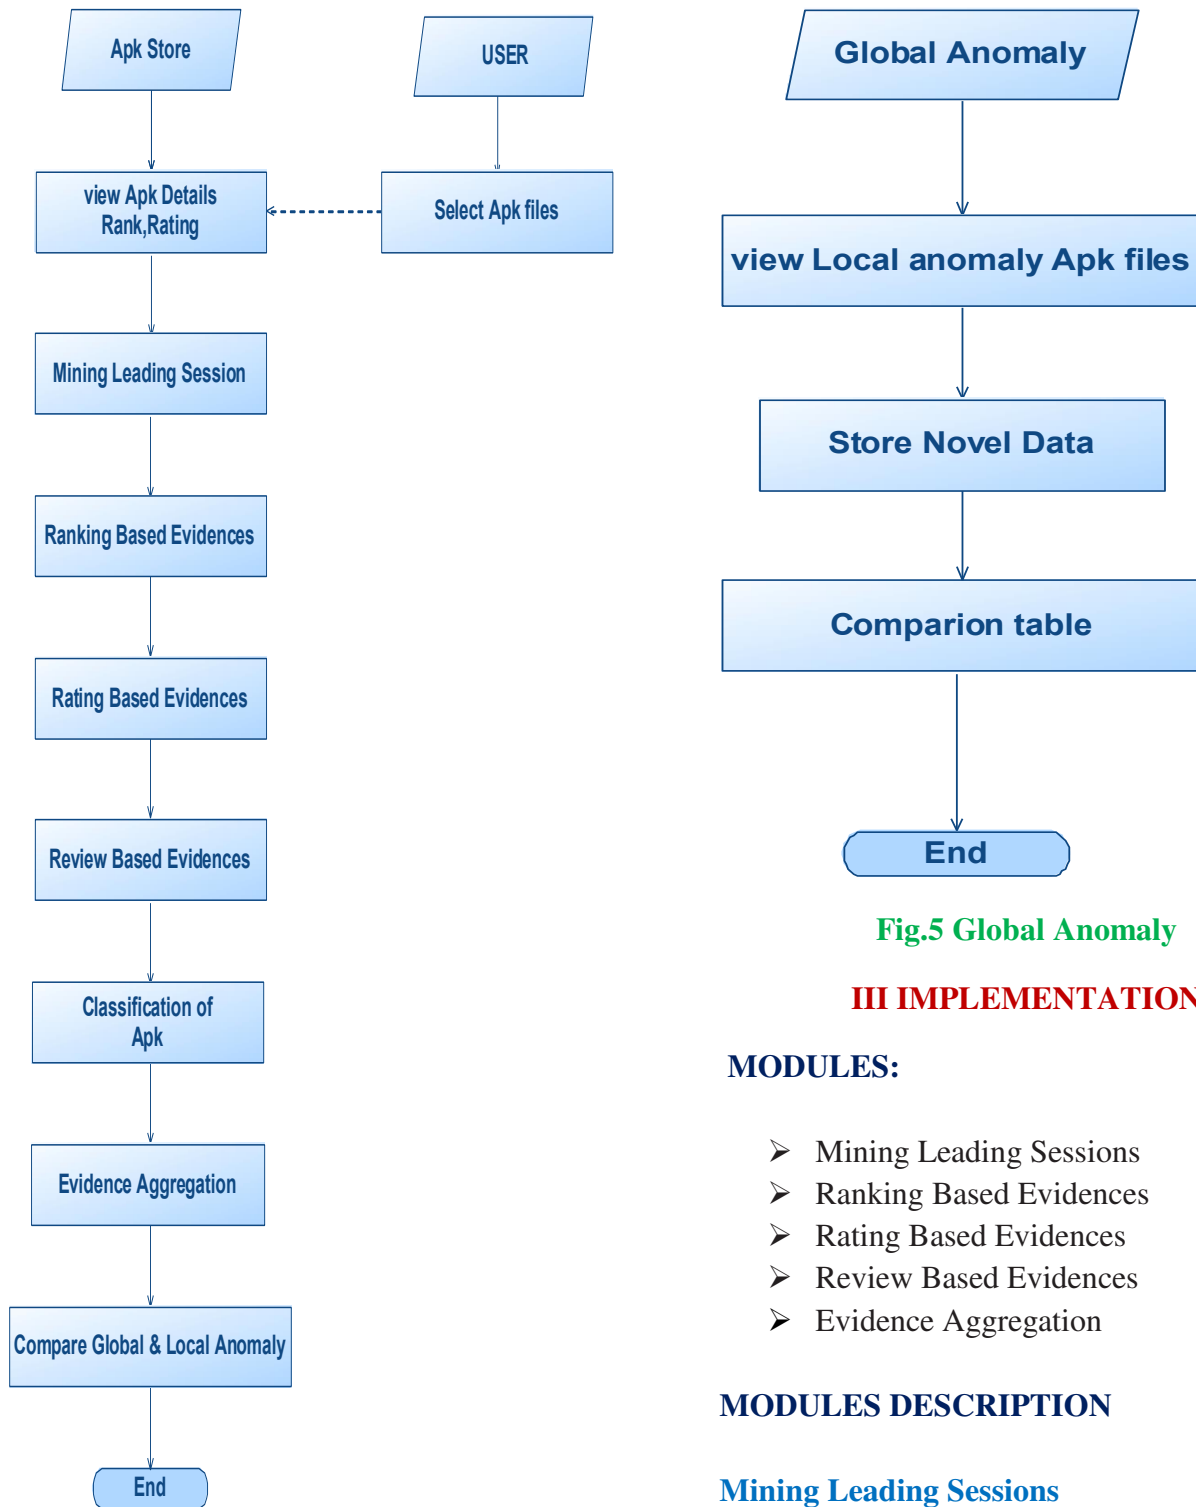 Apk Store
USER
view Apk Details
Rank,Rating
Select Apk files
Mining Leading Session
Ranking Based Evidences
Rating Based Evidences
Review Based Evidences
Classification of
Apk
Evidence Aggregation
Compare Global & Local Anomaly
End
Global Anomaly
view Local anomaly Apk files
Store Novel Data
Comparion table
End
Fig.5 Global Anomaly
III IMPLEMENTATION
MODULES:
➢ Mining Leading Sessions
➢ Ranking Based Evidences
➢ Rating Based Evidences
➢ Review Based Evidences
➢ Evidence Aggregation
MODULES DESCRIPTION
Mining Leading Sessions